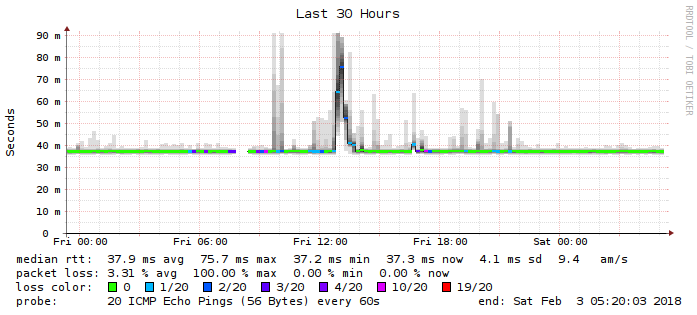 Last 30 Hours
RRDTOOL / TOBI OETIKER
Seconds
90 m
80 m
70 m
60 m
50 m
40 m
30 m
20 m
10 m
0
Fri 00:00 Fri 06:00 Fri 12:00 Fri 18:00 Sat 00:00
median rtt: 37.9 ms avg 75.7 ms max 37.2 ms min 37.3 ms now 4.1 ms sd 9.4 am/s
packet loss: 3.31 % avg 100.00 % max 0.00 % min 0.00 % now
loss color: 0 1/20 2/20 3/20 4/20 10/20 19/20
probe: 20 ICMP Echo Pings (56 Bytes) every 60s end: Sat Feb 3 05:20:03 2018